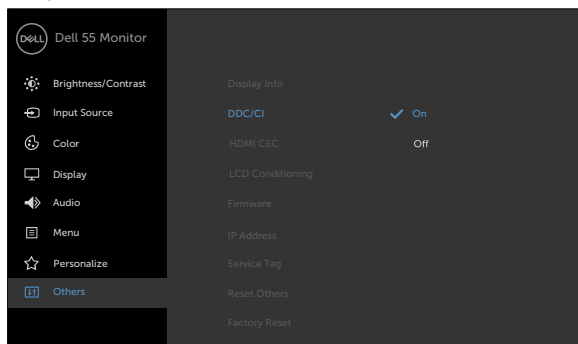 DELL Dell 55 Monitor
Brightness/Contrast
Input Source
Color
Display
Audio
Menu
Personalize
Others
Display Info
DDC/CI On
HDMI CEC Off
LCD Conditioning
Firmware
IP Address
Service Tag
Reset Others
Factory Reset